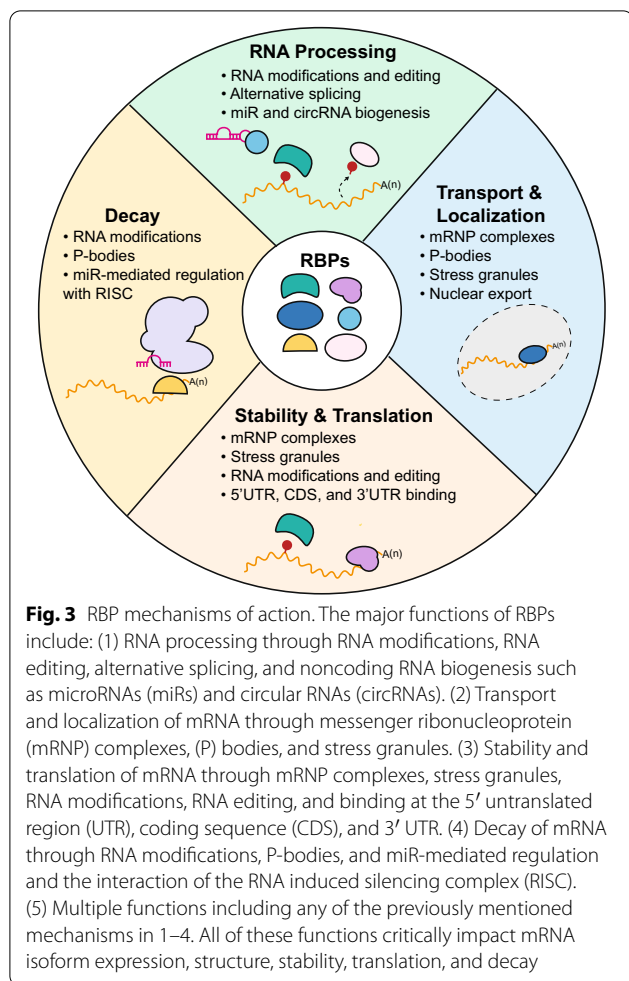 RNA Processing
• RNA modifications and editing
• Alternative splicing
• miR and circRNA biogenesis
A(n)
Decay
• RNA modifications
• P-bodies
• miR-mediated regulation
with RISC
A(n)
RBPs
Transport &
Localization
• mRNP complexes
• P-bodies
• Stress granules
• Nuclear export
A(n)
Stability & Translation
• mRNP complexes
• Stress granules
• RNA modifications and editing
• 5'UTR, CDS, and 3'UTR binding
A(n)
Fig. 3 RBP mechanisms of action. The major functions of RBPs
include: (1) RNA processing through RNA modifications, RNA
editing, alternative splicing, and noncoding RNA biogenesis such
as microRNAs (miRs) and circular RNAs (circRNAs). (2) Transport
and localization of mRNA through messenger ribonucleoprotein
(mRNP) complexes, (P) bodies, and stress granules. (3) Stability and
translation of mRNA through mRNP complexes, stress granules,
RNA modifications, RNA editing, and binding at the 5′ untranslated
region (UTR), coding sequence (CDS), and 3′ UTR. (4) Decay of mRNA
through RNA modifications, P-bodies, and miR-mediated regulation
and the interaction of the RNA induced silencing complex (RISC).
(5) Multiple functions including any of the previously mentioned
mechanisms in 1–4. All of these functions critically impact mRNA
isoform expression, structure, stability, translation, and decay